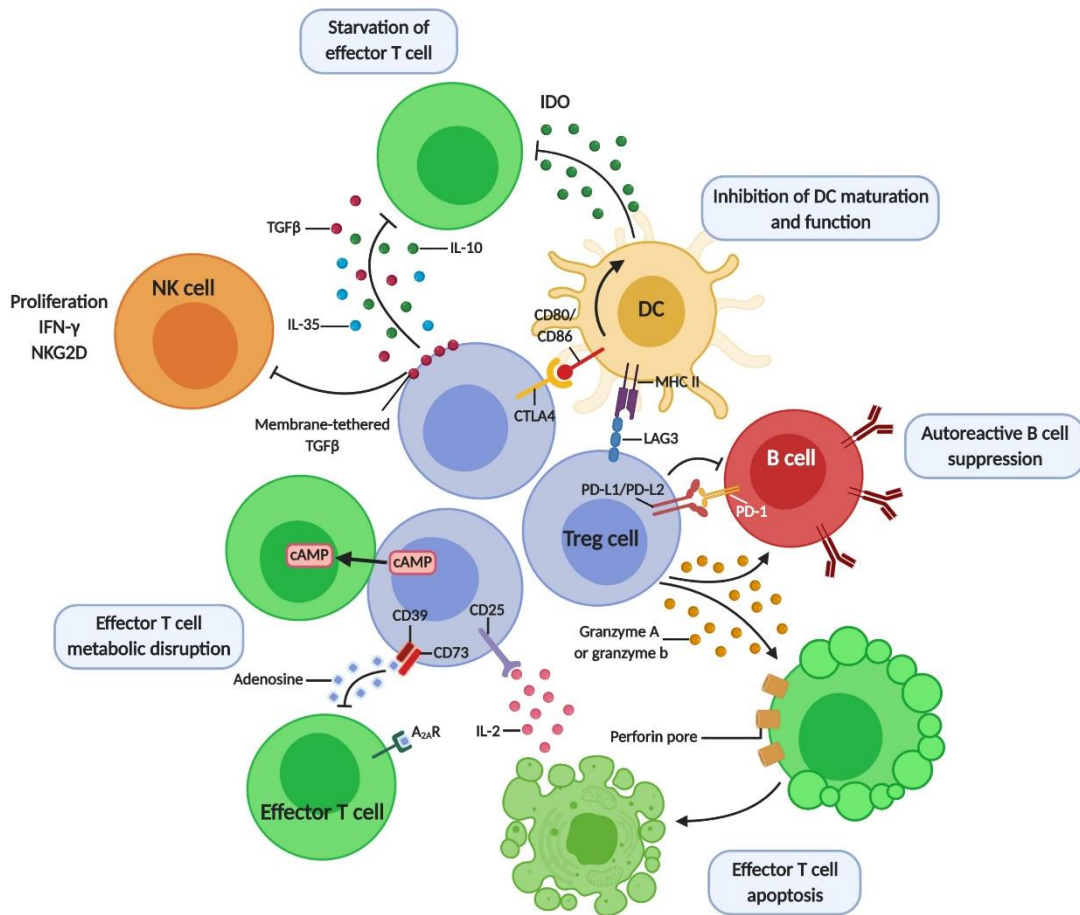 Starvation of
effector T cell
IDO
Inhibition of DC maturation
and function
TGFβ
IL-10
NK cell
Proliferation
IFN-γ
NKG2D
IL-35
CD80/
CD86
DC
MHC II
Membrane-tethered
TGFβ
CTLA4
LAG3
B cell
Autoreactive B cell
suppression
PD-L1/PD-L2
PD-1
Treg cell
cAMP
cAMP
CD39
CD25
Effector T cell
metabolic disruption
CD73
Granzyme A
or granzyme b
Adenosine
A2AR
IL-2
Perforin pore
Effector T cell
Effector T cell
apoptosis